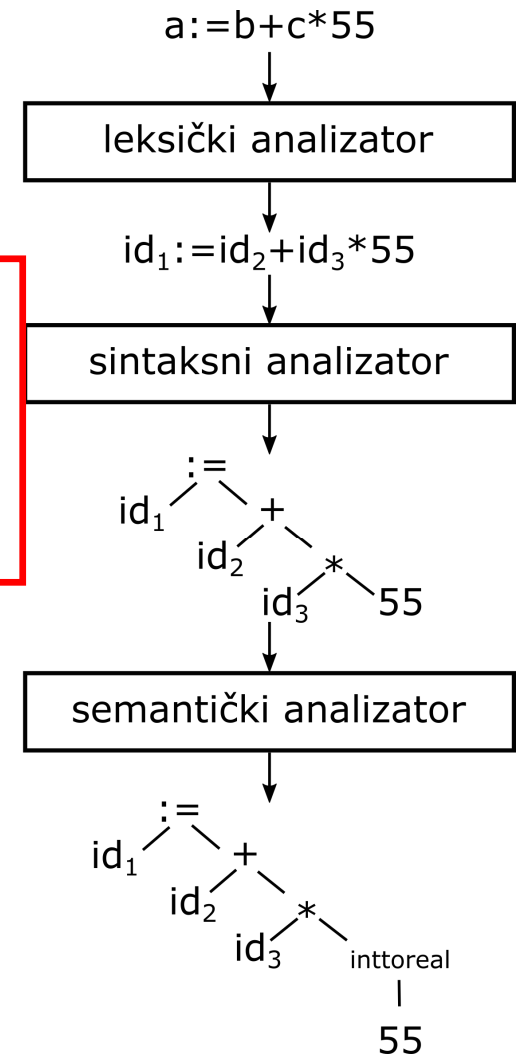 a:=b+c*55
leksički analizator
id₁:=id₂+id₃*55
sintaksni analizator
:=
id₁ +
id₂ *
id₃ 55
semantički analizator
:=
id₁ +
id₂ *
id₃ inttoreal
55